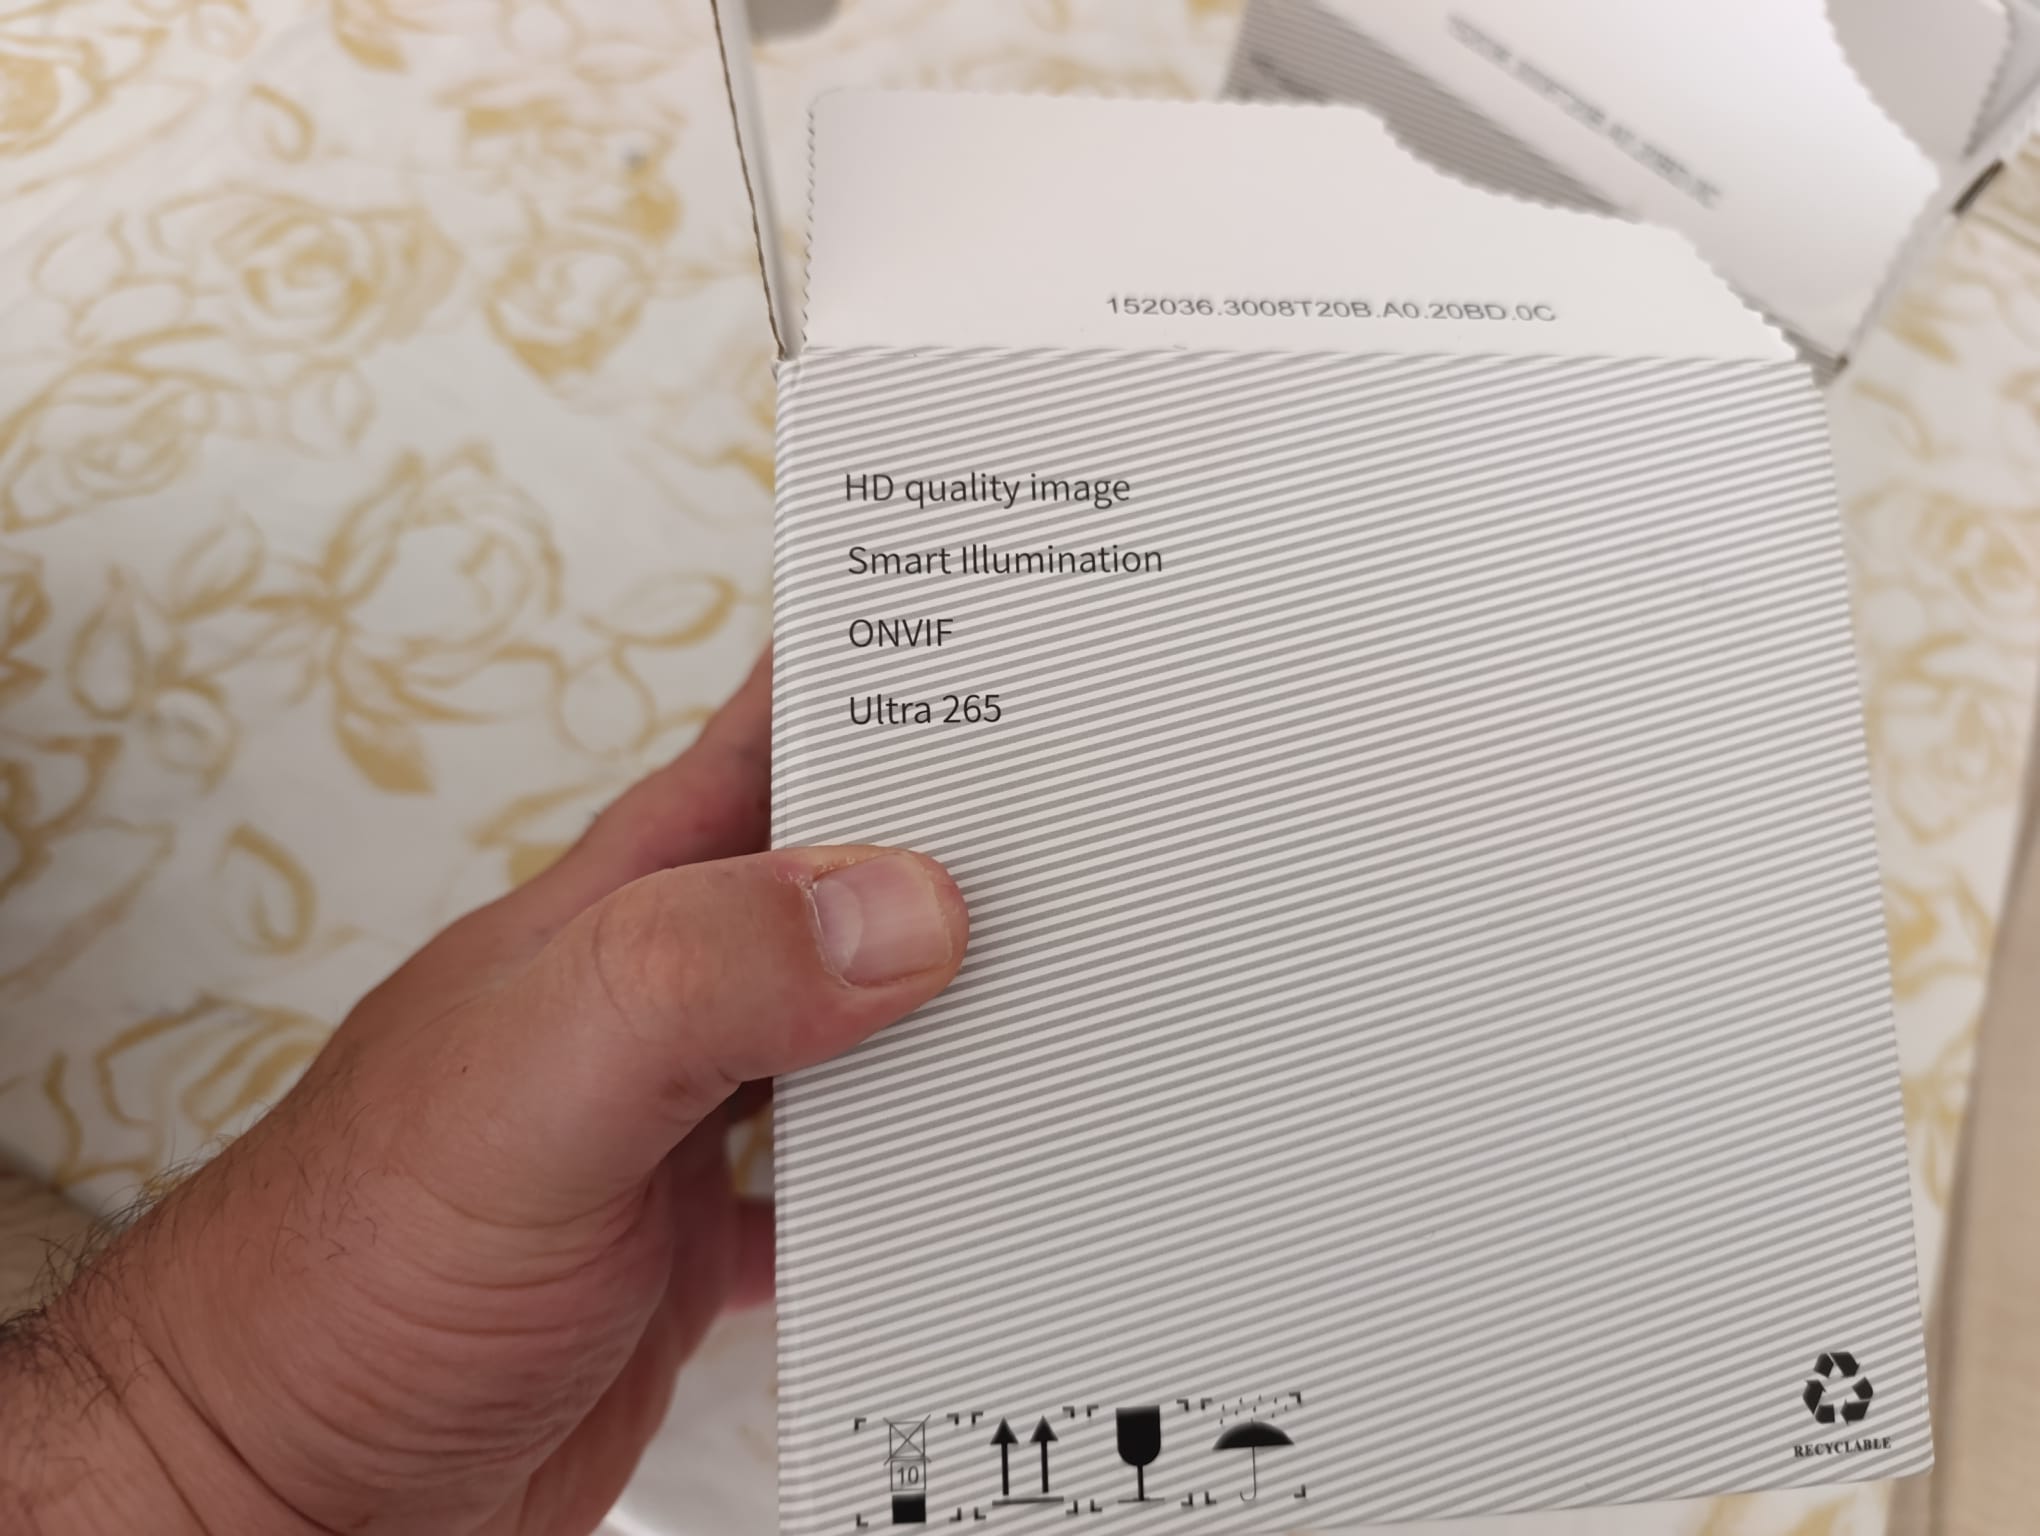 152036.3008T20B.A0.20BD.0C
HD quality image
Smart Illumination
ONVIF
Ultra 265
10
RECYCLABLE